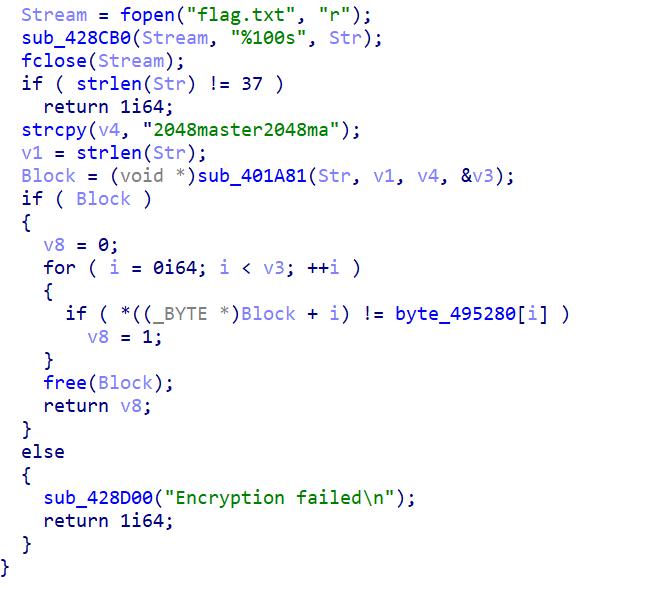 Stream = fopen("flag.txt", "r");
sub_428CB0(Stream, "%100s", Str);
fclose(Stream);
if ( strlen(Str) != 37 )
return 1i64;
strcpy(v4, "2048master2048ma");
v1 = strlen(Str);
Block = (void *)sub_401A81(Str, v1, v4, &v3);
if ( Block )
{
v8 = 0;
for ( i = 0i64; i < v3; ++i )
{
if ( *((_BYTE *)Block + i) != byte_495280[i] )
v8 = 1;
}
free(Block);
return v8;
}
else
{
sub_428D00("Encryption failed\n");
return 1i64;
}
}